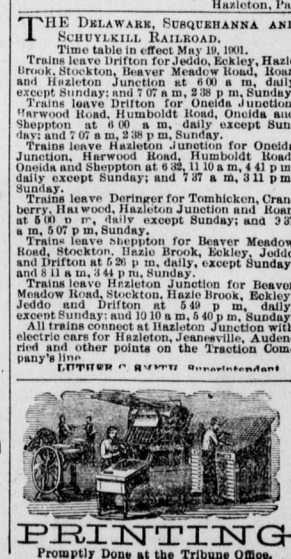 Hazleton, Pa
THE DELAWARE, SUSQUEHANNA AND
SCHUYLKILL RAILROAD.
Time table in effect May 19, 1901.
Trains leave Drifton for Jeddo, Eckley, Hazle
Brook, Stockton, Beaver Meadow Road, Roan
and Hazleton Junction at 6 00 a m, daily
except Sunday; and 7 07 a m, 2 38 p m, Sunday
Trains leave Drifton for Oneida Junction
Harwood Road, Humboldt Road, Oneida and
Sheppton at 6 00 a m, daily except Sun
day; and 7 07 a m, 2 38 p m, Sunday.
Trains leave Hazleton Junction for Oneida
Junction, Harwood Road, Humboldt Road
Oneida and Sheppton at 6 32, 11 10 a m, 4 41 p m
daily except Sunday; and 7 37 a m, 3 11 p m
Sunday.
Trains leave Deringer for Tomhicken, Cran
berry, Harwood, Hazleton Junction and Roan
at 5 00 p m, daily except Sunday; and 9 37
a m, 5 07 p m, Sunday.
Trains leave Sheppton for Beaver Meadow
Road, Stockton, Hazle Brook, Eckley, Jeddo
and Drifton at 5 26 p m, daily, except Sunday
and 8 11 a m, 3 44 p m, Sunday.
Trains leave Hazleton Junction for Beaver
Meadow Road, Stockton, Hazle Brook, Eckley
Jeddo and Drifton at 5 49 p m, daily
except Sunday; and 10 10 a m, 5 40 p m, Sunday
All trains connect at Hazleton Junction with
electric cars for Hazleton, Jeanesville, Auden
ried and other points on the Traction Com
pany's line
LUTHER C. SMITH Superintendent
PRINTING
Promptly Done at the Tribune Office.